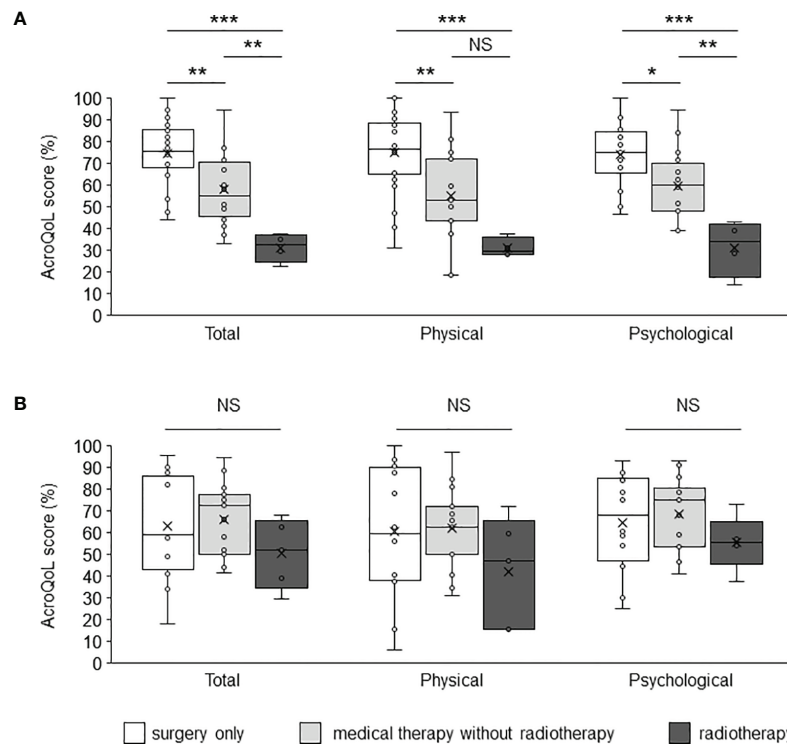 A
*** *** ***
** NS **
** ** *
AcroQoL score (%)
100
90
80
70
60
50
40
30
20
10
0
Total Physical Psychological
B
NS NS NS
AcroQoL score (%)
100
90
80
70
60
50
40
30
20
10
0
Total Physical Psychological
surgery only medical therapy without radiotherapy radiotherapy